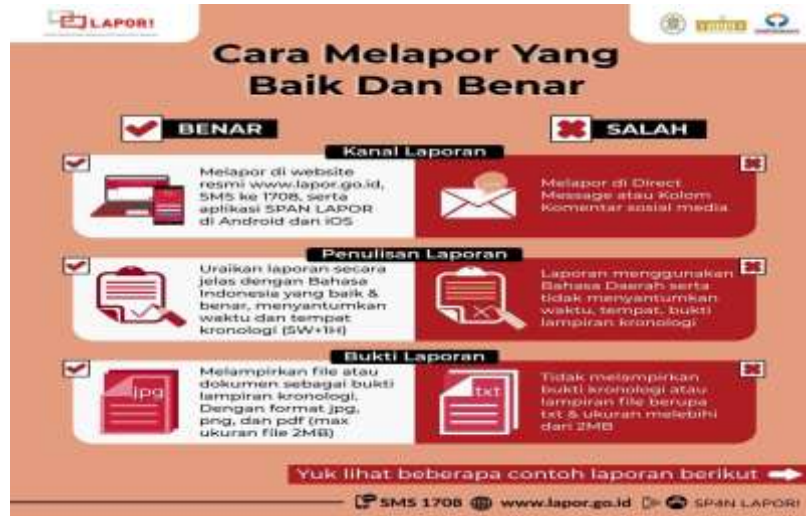 LAPOR!
Cara Melapor Yang
Baik Dan Benar
BENAR
SALAH
Kanal Laporan
Melapor di website
resmi www.lapor.go.id,
SMS ke 1708, serta
aplikasi SP4N LAPOR
di Android dan iOS
Melapor di Direct
Message atau Kolom
Komentar sosial media
Penulisan Laporan
Uraikan laporan secara
jelas dengan Bahasa
Indonesia yang baik &
benar, menyantumkan
waktu dan tempat
kronologi (5W+1H)
Laporan menggunakan
Bahasa Daerah serta
tidak menyantumkan
waktu, tempat, bukti
lampiran kronologi
Bukti Laporan
jpg
Melampirkan file atau
dokumen sebagai bukti
lampiran kronologi.
Dengan format jpg,
png, dan pdf (max
ukuran file 2MB)
txt
Tidak melampirkan
bukti kronologi atau
lampiran file berupa
txt & ukuran melebihi
dari 2MB
Yuk lihat beberapa contoh laporan berikut
SMS 1708 www.lapor.go.id SP4N LAPOR!